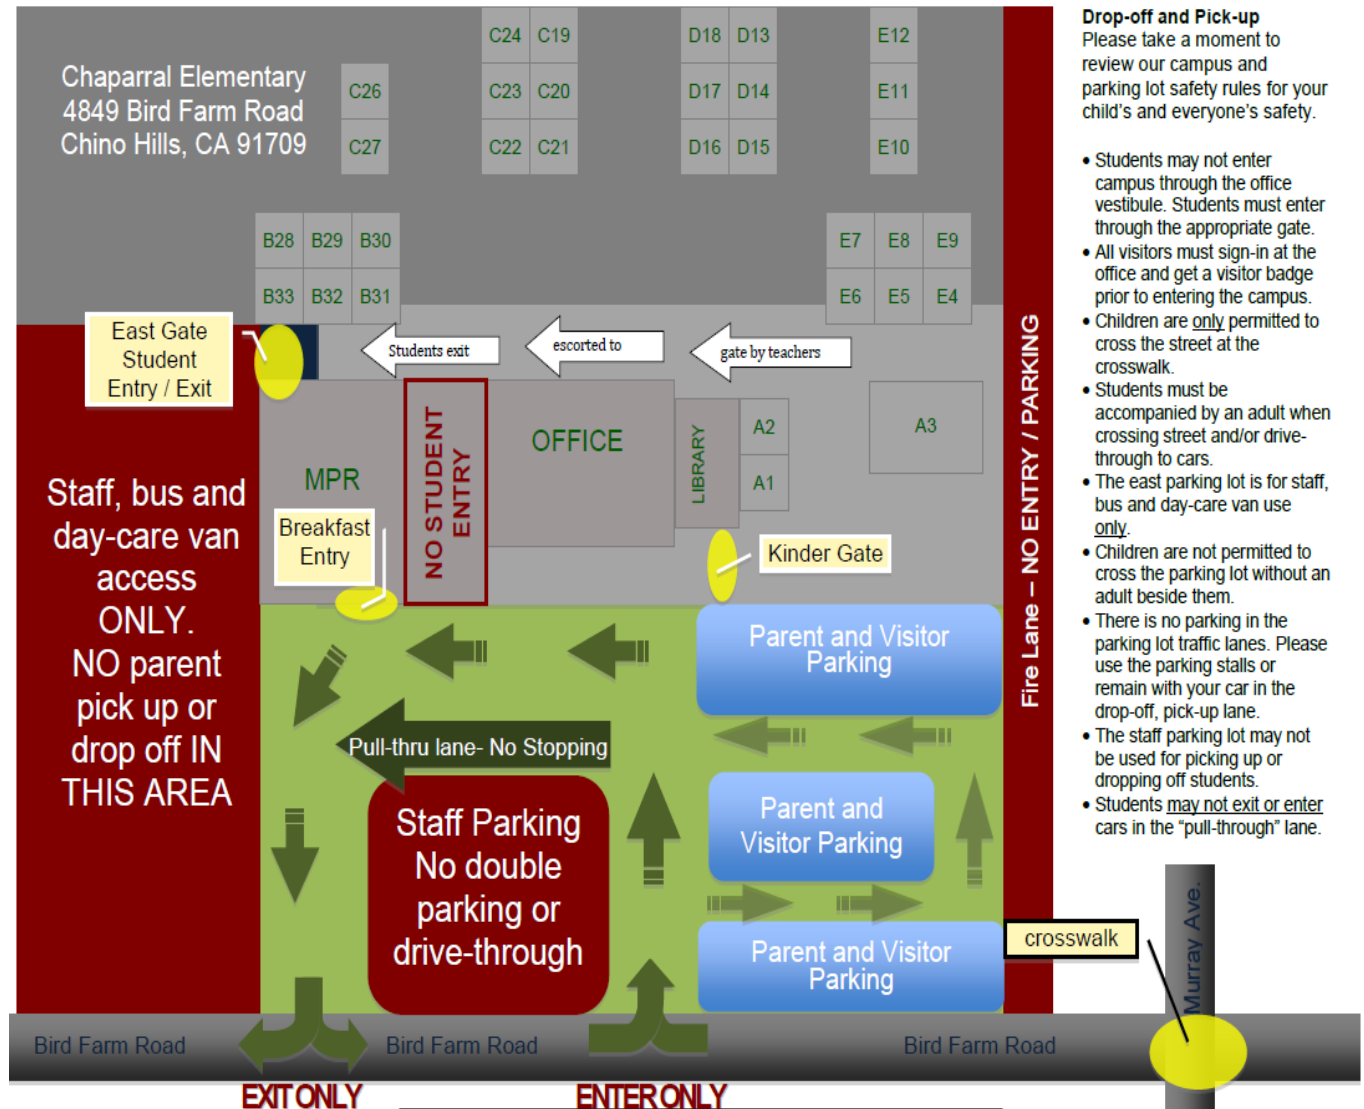 Chaparral Elementary
4849 Bird Farm Road
Chino Hills, CA 91709
C24 C19
C23 C20
C22 C21
C26
C27
D18 D13
D17 D14
D16 D15
E12
E11
E10
B28 B29 B30
B33 B32 B31
E7 E8 E9
E6 E5 E4
East Gate
Student
Entry / Exit
Students exit
escorted to
gate by teachers
MPR
NO STUDENT
ENTRY
OFFICE
LIBRARY
A2
A1
A3
Breakfast
Entry
Kinder Gate
Staff, bus and
day-care van
access
ONLY.
NO parent
pick up or
drop off IN
THIS AREA
Fire Lane – NO ENTRY / PARKING
Parent and Visitor
Parking
Pull-thru lane- No Stopping
Staff Parking
No double
parking or
drive-through
Parent and
Visitor Parking
Parent and Visitor
Parking
crosswalk
Murray Ave.
Bird Farm Road
Bird Farm Road
Bird Farm Road
EXIT ONLY
ENTER ONLY
Drop-off and Pick-up
Please take a moment to
review our campus and
parking lot safety rules for your
child's and everyone's safety.
• Students may not enter
campus through the office
vestibule. Students must enter
through the appropriate gate.
• All visitors must sign-in at the
office and get a visitor badge
prior to entering the campus.
• Children are only permitted to
cross the street at the
crosswalk.
• Students must be
accompanied by an adult when
crossing street and/or drive-
through to cars.
• The east parking lot is for staff,
bus and day-care van use
only.
• Children are not permitted to
cross the parking lot without an
adult beside them.
• There is no parking in the
parking lot traffic lanes. Please
use the parking stalls or
remain with your car in the
drop-off, pick-up lane.
• The staff parking lot may not
be used for picking up or
dropping off students.
• Students may not exit or enter
cars in the “pull-through” lane.